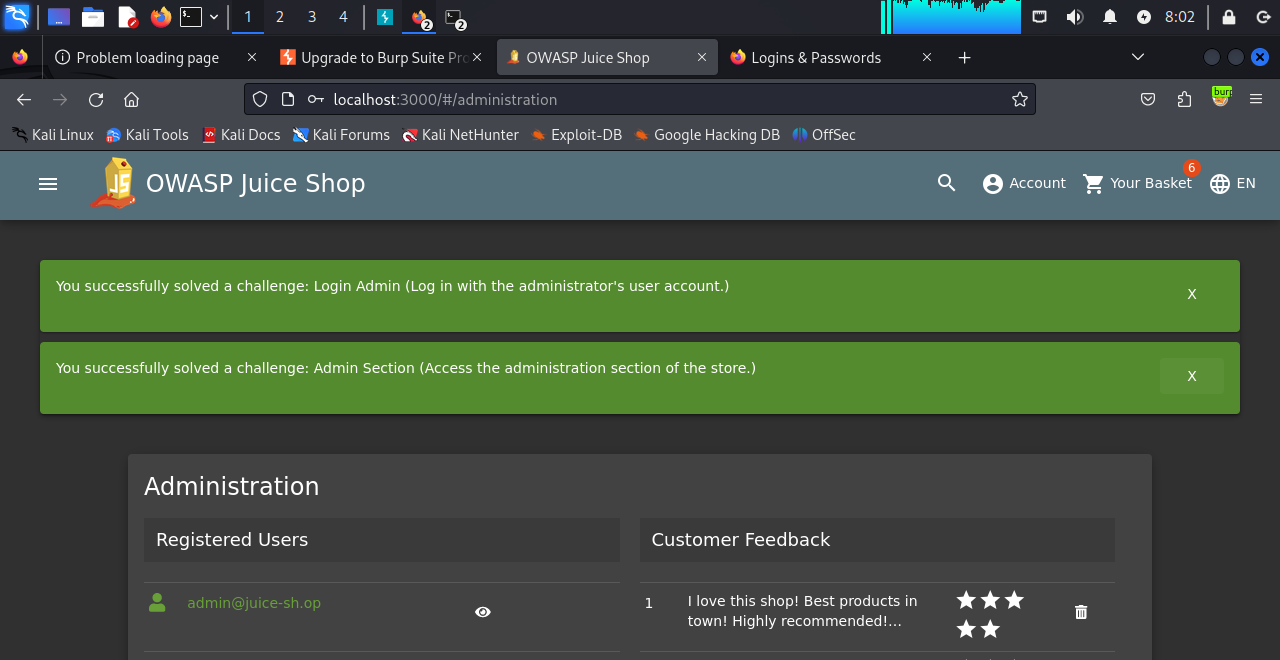 1 2 3 4 2 2 8:02
Problem loading page Upgrade to Burp Suite Pro OWASP Juice Shop Logins & Passwords
localhost:3000/#/administration burp
Kali Linux Kali Tools Kali Docs Kali Forums Kali NetHunter Exploit-DB Google Hacking DB OffSec
JS OWASP Juice Shop Account Your Basket 6 EN
You successfully solved a challenge: Login Admin (Log in with the administrator's user account.) X
You successfully solved a challenge: Admin Section (Access the administration section of the store.) X
Administration
Registered Users
Customer Feedback
admin@juice-sh.op
1 I love this shop! Best products in
town! Highly recommended!...